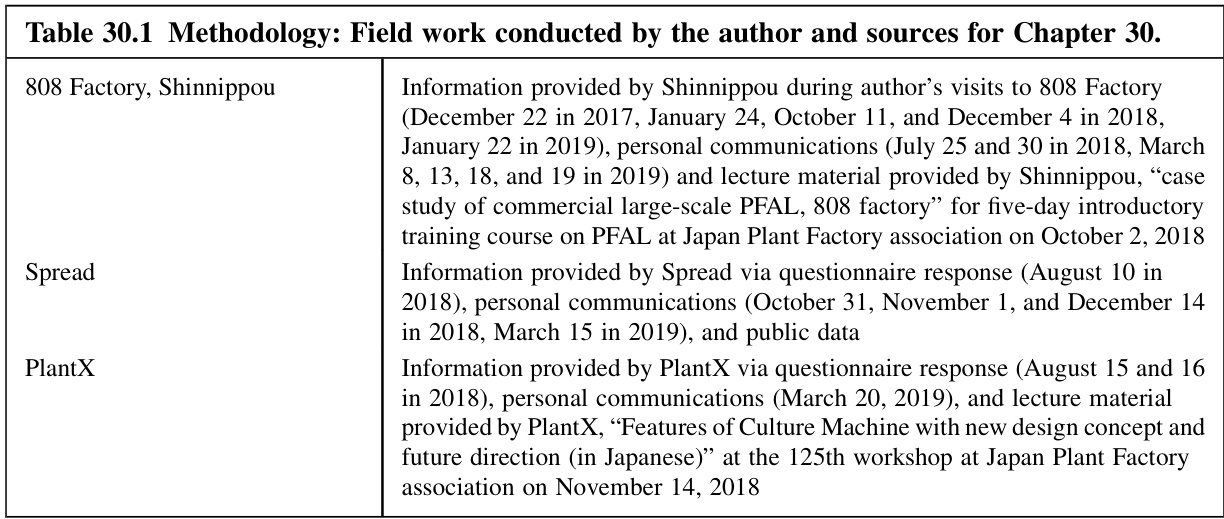 Table 30.1 Methodology: Field work conducted by the author and sources for Chapter 30.
808 Factory, Shinnippou
Information provided by Shinnippou during author's visits to 808 Factory
(December 22 in 2017, January 24, October 11, and December 4 in 2018,
January 22 in 2019), personal communications (July 25 and 30 in 2018, March
8, 13, 18, and 19 in 2019) and lecture material provided by Shinnippou, “case
study of commercial large-scale PFAL, 808 factory” for five-day introductory
training course on PFAL at Japan Plant Factory association on October 2, 2018
Spread
Information provided by Spread via questionnaire response (August 10 in
2018), personal communications (October 31, November 1, and December 14
in 2018, March 15 in 2019), and public data
PlantX
Information provided by PlantX via questionnaire response (August 15 and 16
in 2018), personal communications (March 20, 2019), and lecture material
provided by PlantX, “Features of Culture Machine with new design concept and
future direction (in Japanese)” at the 125th workshop at Japan Plant Factory
association on November 14, 2018